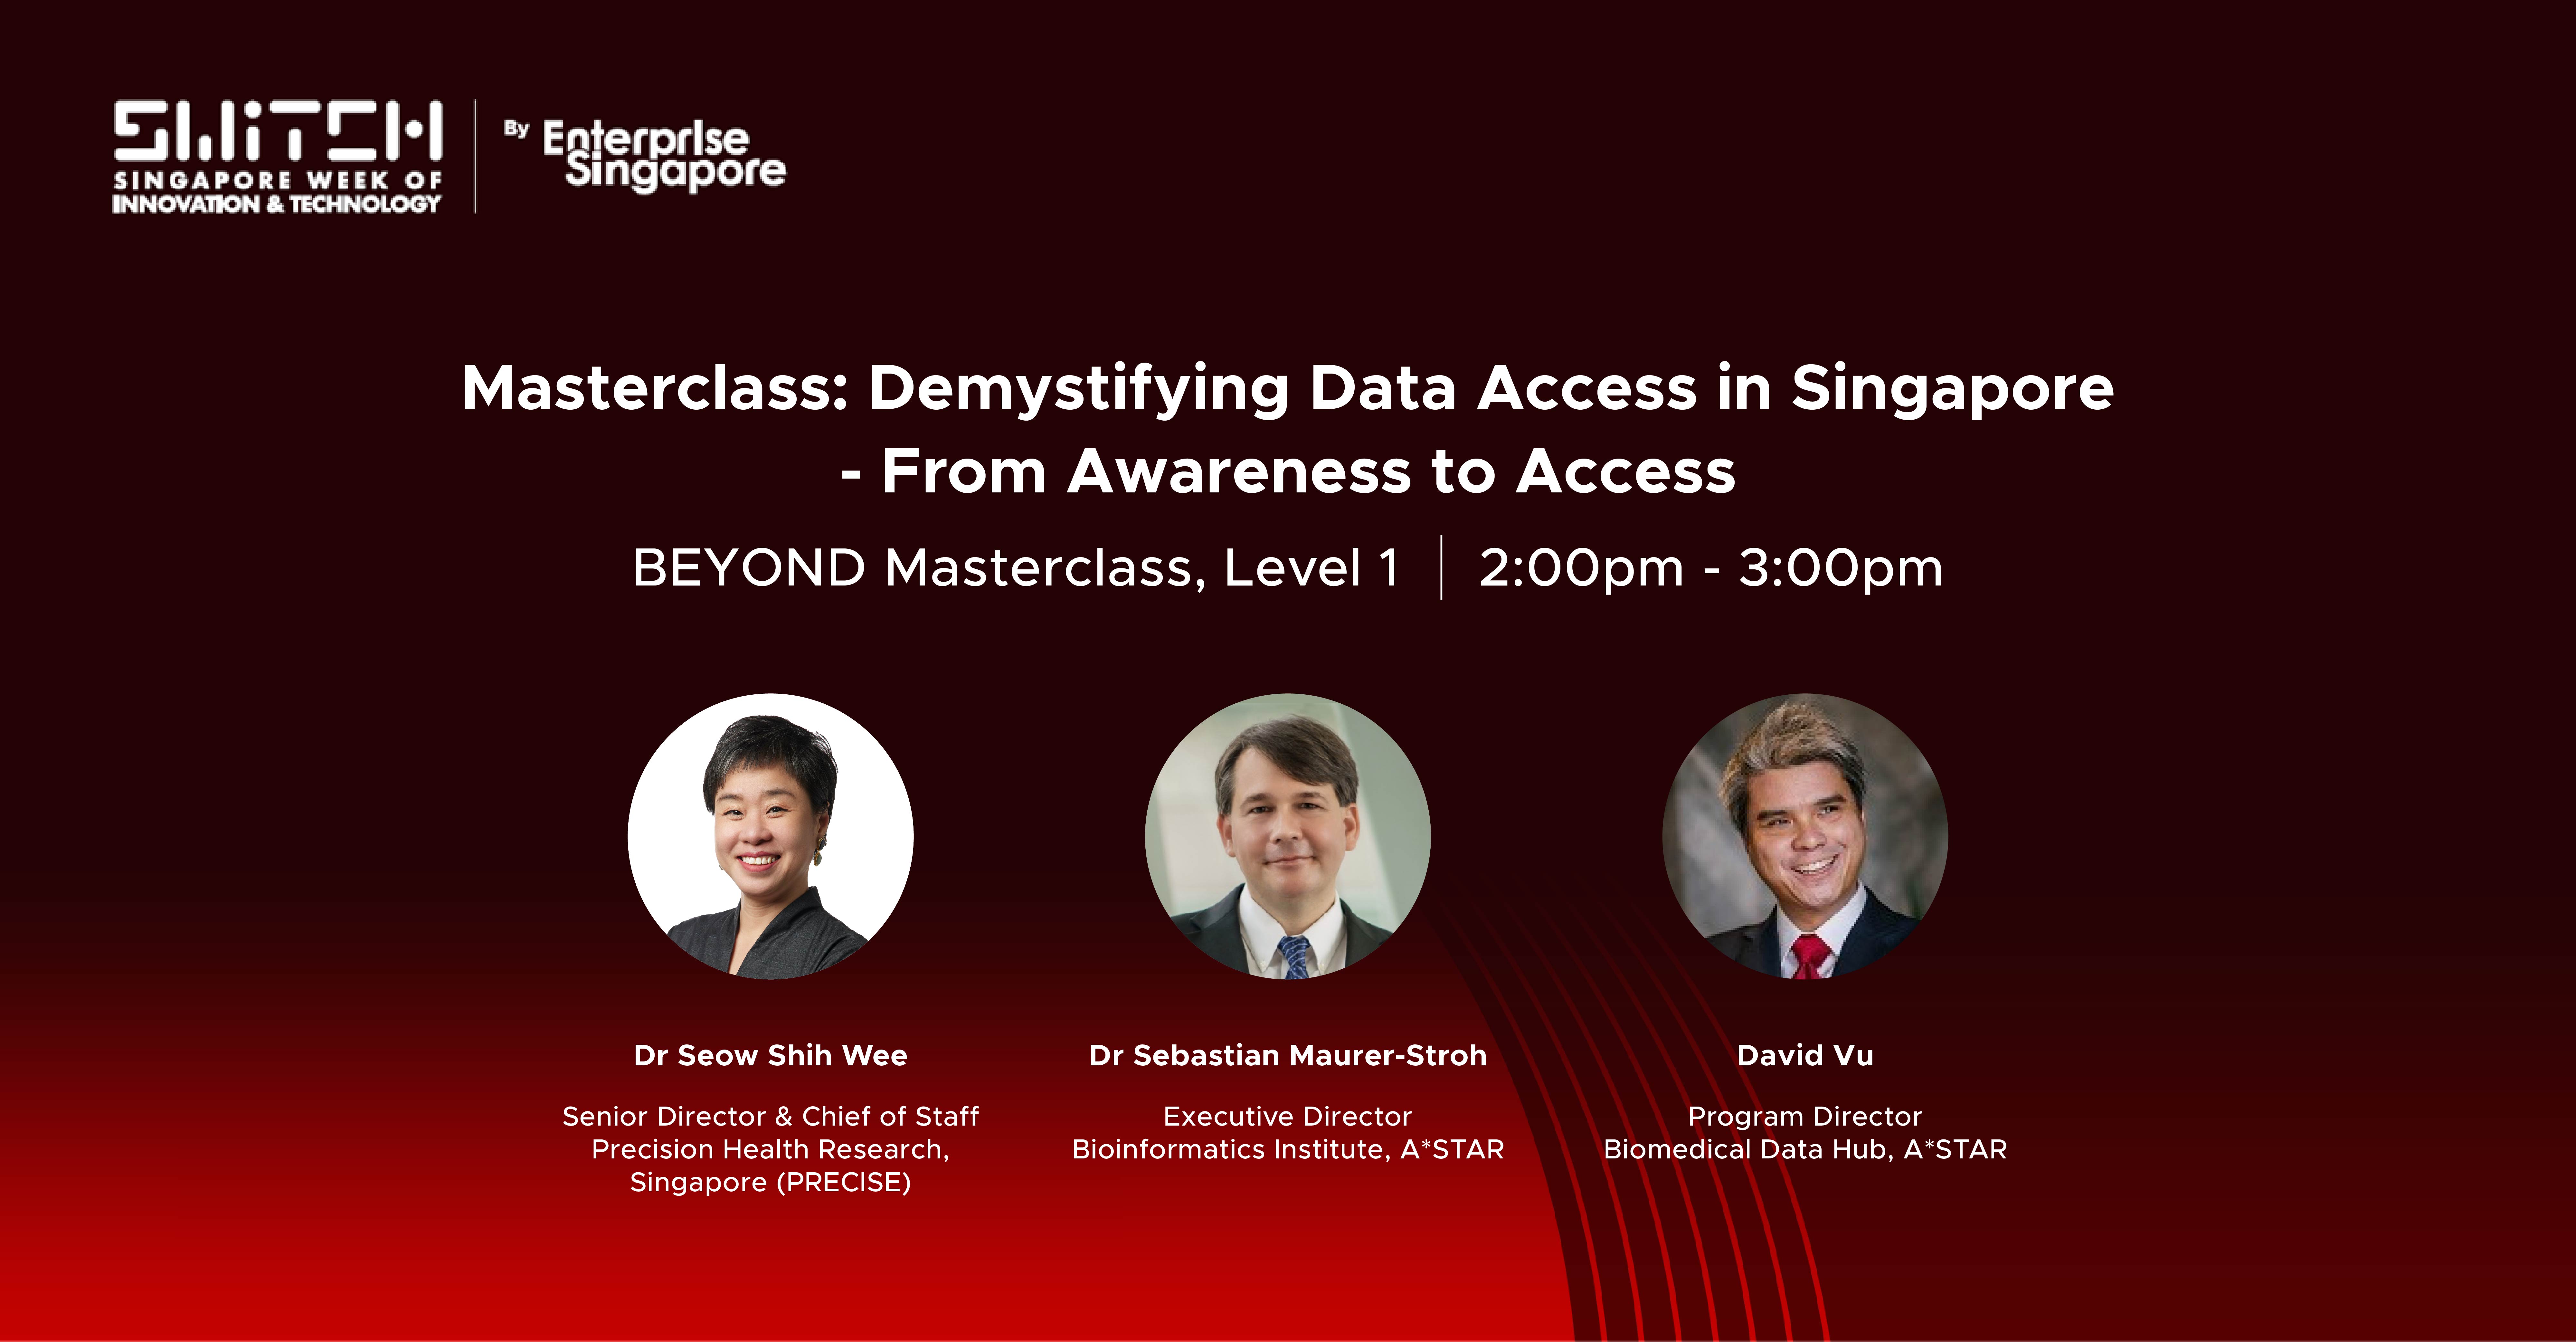 SWITCH
SINGAPORE WEEK OF
INNOVATION & TECHNOLOGY
By Enterprise
Singapore
Masterclass: Demystifying Data Access in Singapore
- From Awareness to Access
BEYOND Masterclass, Level 1 | 2:00pm - 3:00pm
Dr Seow Shih Wee
Senior Director & Chief of Staff
Precision Health Research,
Singapore (PRECISE)
Dr Sebastian Maurer-Stroh
Executive Director
Bioinformatics Institute, A*STAR
David Vu
Program Director
Biomedical Data Hub, A*STAR